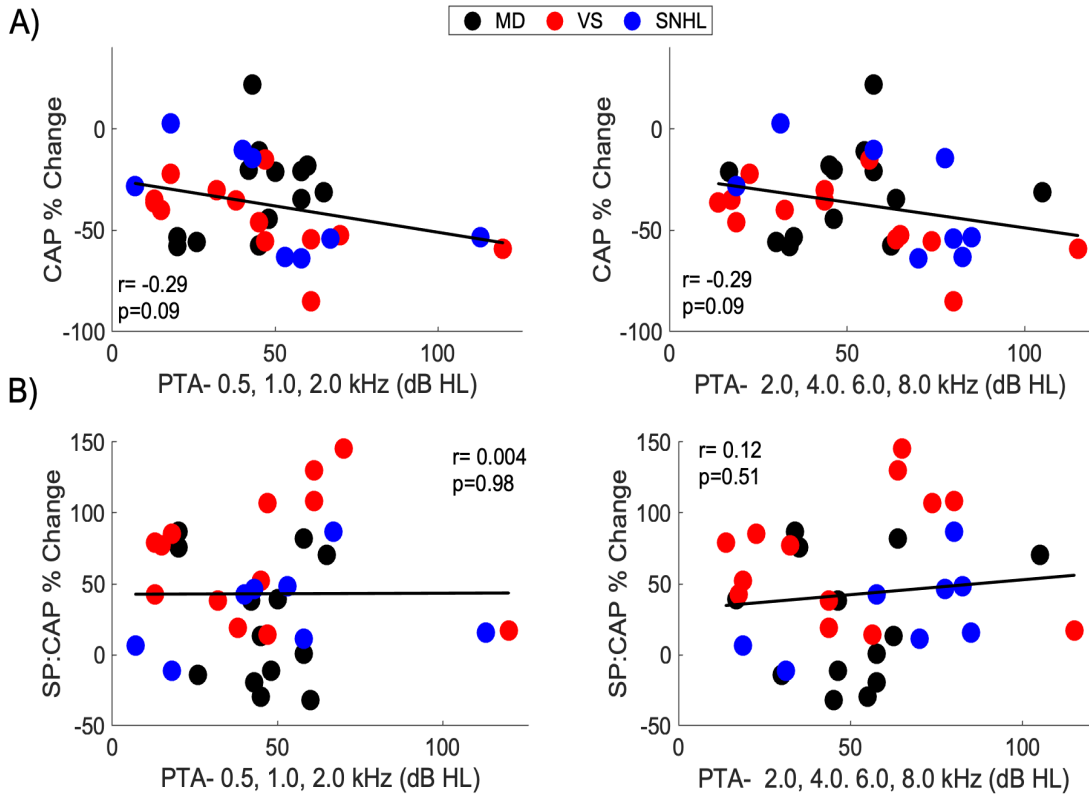 A)
MD VS SNHL
CAP % Change
0
-50
-100
r= -0.29
p=0.09
0 50 100
PTA- 0.5, 1.0, 2.0 kHz (dB HL)
CAP % Change
0
-50
-100
r= -0.29
p=0.09
0 50 100
PTA- 2.0, 4.0. 6.0, 8.0 kHz (dB HL)
B)
SP:CAP % Change
150
100
50
0
-50
r= 0.004
p=0.98
0 50 100
PTA- 0.5, 1.0, 2.0 kHz (dB HL)
SP:CAP % Change
150
100
50
0
-50
r= 0.12
p=0.51
0 50 100
PTA- 2.0, 4.0. 6.0, 8.0 kHz (dB HL)